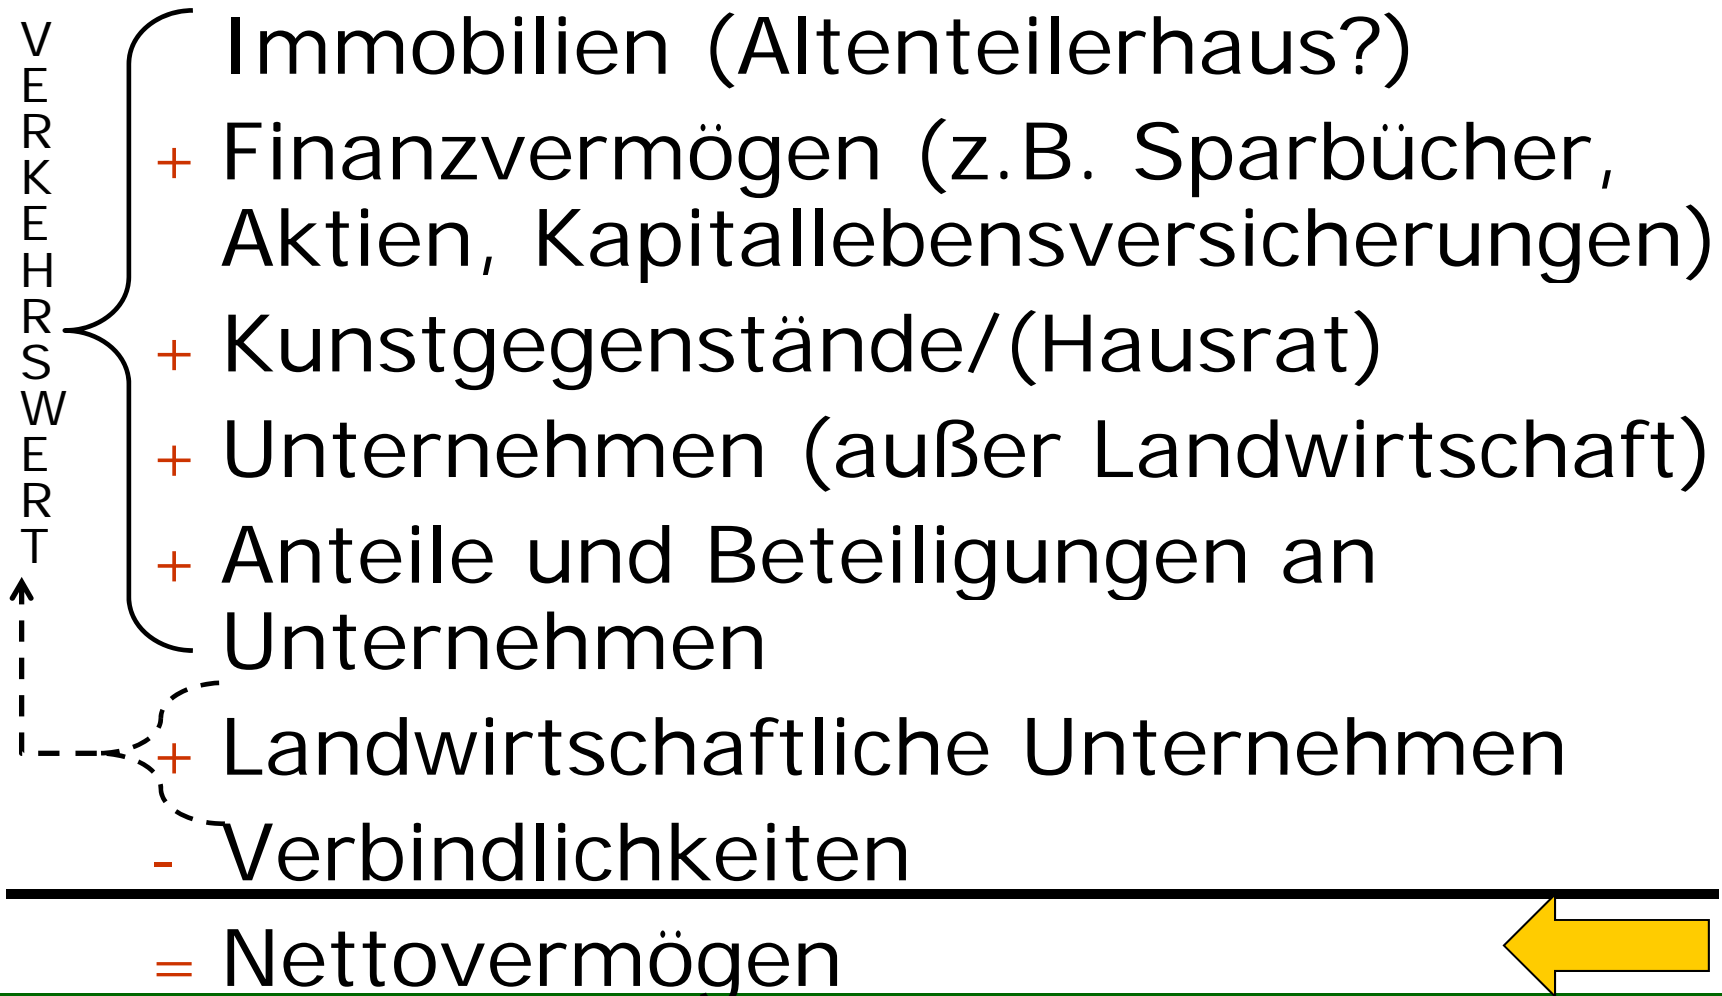 VERKEHRSWERT
Immobilien (Altenteilerhaus?)
+ Finanzvermögen (z.B. Sparbücher,
Aktien, Kapitallebensversicherungen)
+ Kunstgegenstände/(Hausrat)
+ Unternehmen (außer Landwirtschaft)
+ Anteile und Beteiligungen an
Unternehmen
+ Landwirtschaftliche Unternehmen
- Verbindlichkeiten
= Nettovermögen